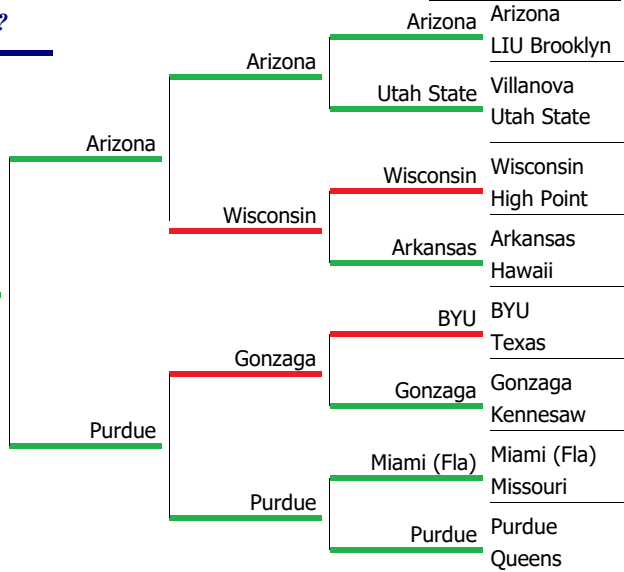 ?
Arizona
LIU Brooklyn
Villanova
Utah State
Wisconsin
High Point
Arkansas
Hawaii
BYU
Texas
Gonzaga
Kennesaw
Miami (Fla)
Missouri
Purdue
Queens
Arizona
Utah State
Wisconsin
Arkansas
BYU
Gonzaga
Miami (Fla)
Purdue
Arizona
Wisconsin
Gonzaga
Purdue
Arizona
Purdue